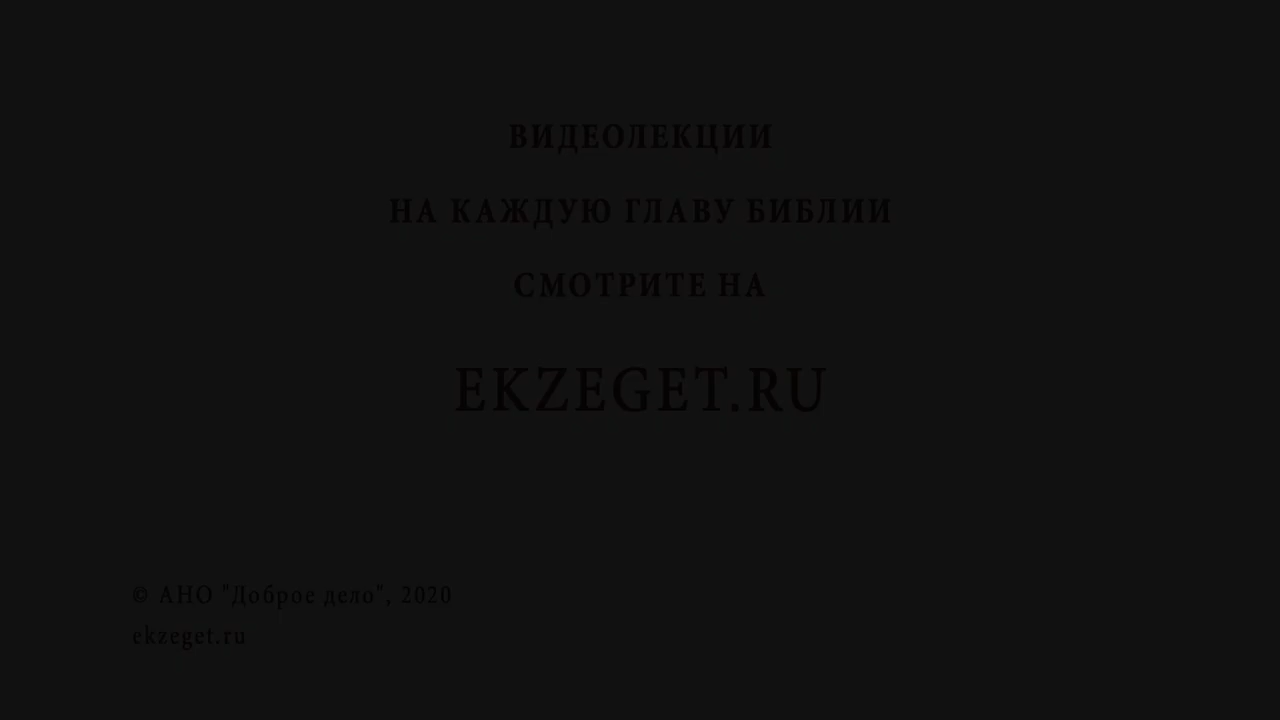 ВИДЕОЛЕКЦИИ
НА КАЖДУЮ ГЛАВУ БИБЛИИ
СМОТРИТЕ НА
EKZEGET.RU
© АНО "Доброе дело", 2020
ekzeget.ru